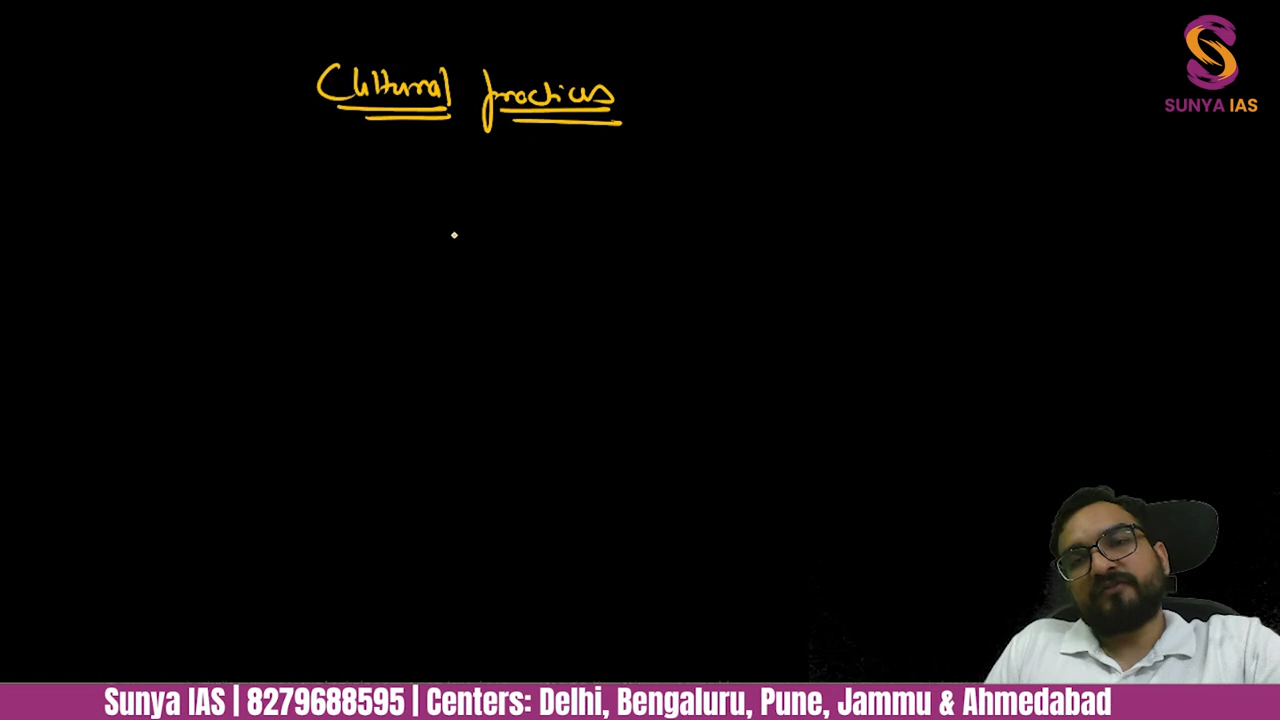 Cultural practices
SUNYA IAS
Sunya IAS | 8279688595 | Centers: Delhi, Bengaluru, Pune, Jammu & Ahmedabad